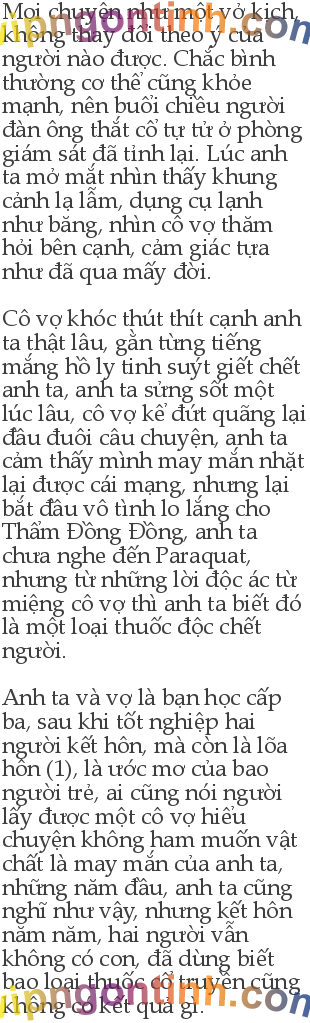 Mọi chuyện như một vở kịch,
vipngontinh.com
không thay đổi theo ý của
người nào được. Chắc bình
thường cơ thể cũng khỏe
mạnh, nên buổi chiều người
đàn ông thắt cổ tự tử ở phòng
giám sát đã tỉnh lại. Lúc anh
ta mở mắt nhìn thấy khung
cảnh lạ lẫm, dụng cụ lạnh
như băng, nhìn cô vợ thăm
hỏi bên cạnh, cảm giác tựa
như đã qua mấy đời.
Cô vợ khóc thút thít cạnh anh
ta thật lâu, gằn từng tiếng
mắng hồ ly tinh suýt giết chết
anh ta, anh ta sửng sốt một
lúc lâu, cô vợ kể đứt quãng lại
đầu đuôi câu chuyện, anh ta
cảm thấy mình may mắn nhặt
lại được cái mạng, nhưng lại
bắt đầu vô tình lo lắng cho
Thẩm Đồng Đồng, anh ta
chưa nghe đến Paraquat,
nhưng từ những lời độc ác từ
miệng cô vợ thì anh ta biết đó
là một loại thuốc độc chết
người.
Anh ta và vợ là bạn học cấp
ba, sau khi tốt nghiệp hai
người kết hôn, mà còn là lõa
hôn (1), là ước mơ của bao
người trẻ, ai cũng nói người
lấy được một cô vợ hiểu
chuyện không ham muốn vật
chất là may mắn của anh ta,
những năm đầu, anh ta cũng
nghĩ như vậy, nhưng kết hôn
năm năm, hai người vẫn
không có con, đã dùng biết
bao loại thuốc cổ truyền cũng
vipngontinh.com
không có kết quả gì.